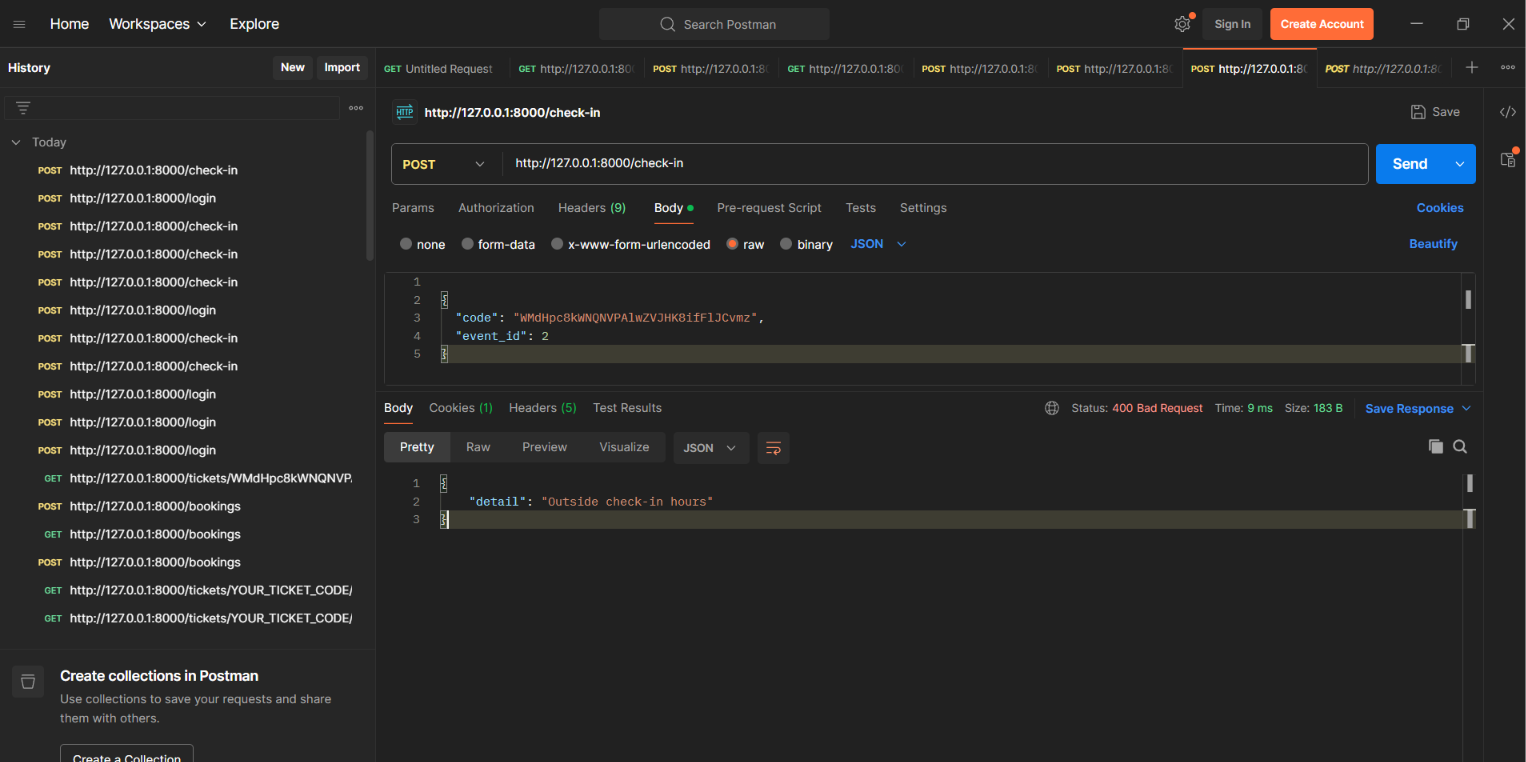 Home Workspaces Explore Search Postman Sign In Create Account
History New Import
GET Untitled Request GET http://127.0.0.1:80 POST http://127.0.0.1:8 GET http://127.0.0.1:80 POST http://127.0.0.1:8 POST http://127.0.0.1:8 POST http://127.0.0.1:80 POST http://127.0.0.1:8
Today
POST http://127.0.0.1:8000/check-in
POST http://127.0.0.1:8000/login
POST http://127.0.0.1:8000/check-in
POST http://127.0.0.1:8000/check-in
POST http://127.0.0.1:8000/check-in
POST http://127.0.0.1:8000/login
POST http://127.0.0.1:8000/check-in
POST http://127.0.0.1:8000/check-in
POST http://127.0.0.1:8000/login
POST http://127.0.0.1:8000/login
POST http://127.0.0.1:8000/login
GET http://127.0.0.1:8000/tickets/WMdHpc8kWNQNVP
POST http://127.0.0.1:8000/bookings
GET http://127.0.0.1:8000/bookings
POST http://127.0.0.1:8000/bookings
GET http://127.0.0.1:8000/tickets/YOUR_TICKET_CODE/
GET http://127.0.0.1:8000/tickets/YOUR_TICKET_CODE/
Create collections in Postman
Use collections to save your requests and share
them with others.
Create a Collection
HTTP http://127.0.0.1:8000/check-in Save
POST http://127.0.0.1:8000/check-in Send
Params Authorization Headers (9) Body Pre-request Script Tests Settings Cookies
none form-data x-www-form-urlencoded raw binary JSON Beautify
1
2 {
3 "code": "WMdHpc8kWNQNVPAlwZVJHK8ifFlJCvmz",
4 "event_id": 2
5 }
Body Cookies (1) Headers (5) Test Results Status: 400 Bad Request Time: 9 ms Size: 183 B Save Response
Pretty Raw Preview Visualize JSON
1 {
2 "detail": "Outside check-in hours"
3 }